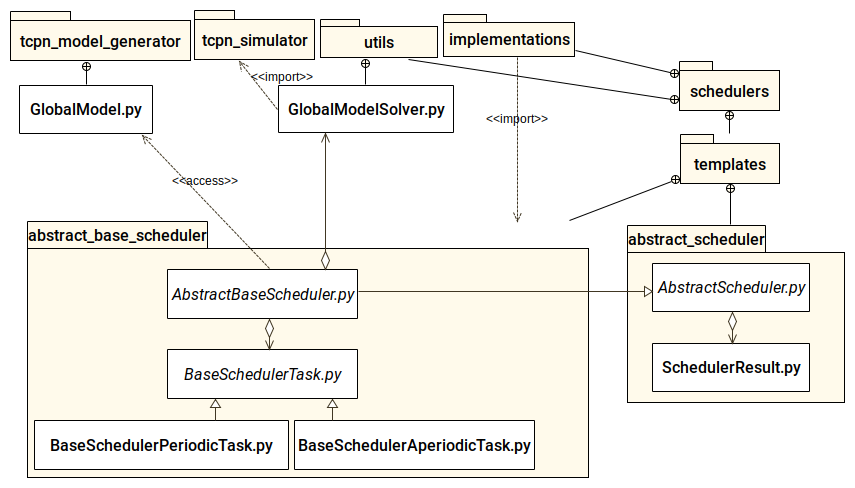 tcpn_model_generator
tcpn_simulator
utils
implementations
<<import>>
schedulers
GlobalModel.py
GlobalModelSolver.py
<<import>>
templates
<<access>>
abstract_base_scheduler
abstract_scheduler
AbstractBaseScheduler.py
AbstractScheduler.py
BaseSchedulerTask.py
SchedulerResult.py
BaseSchedulerPeriodicTask.py
BaseSchedulerAperiodicTask.py